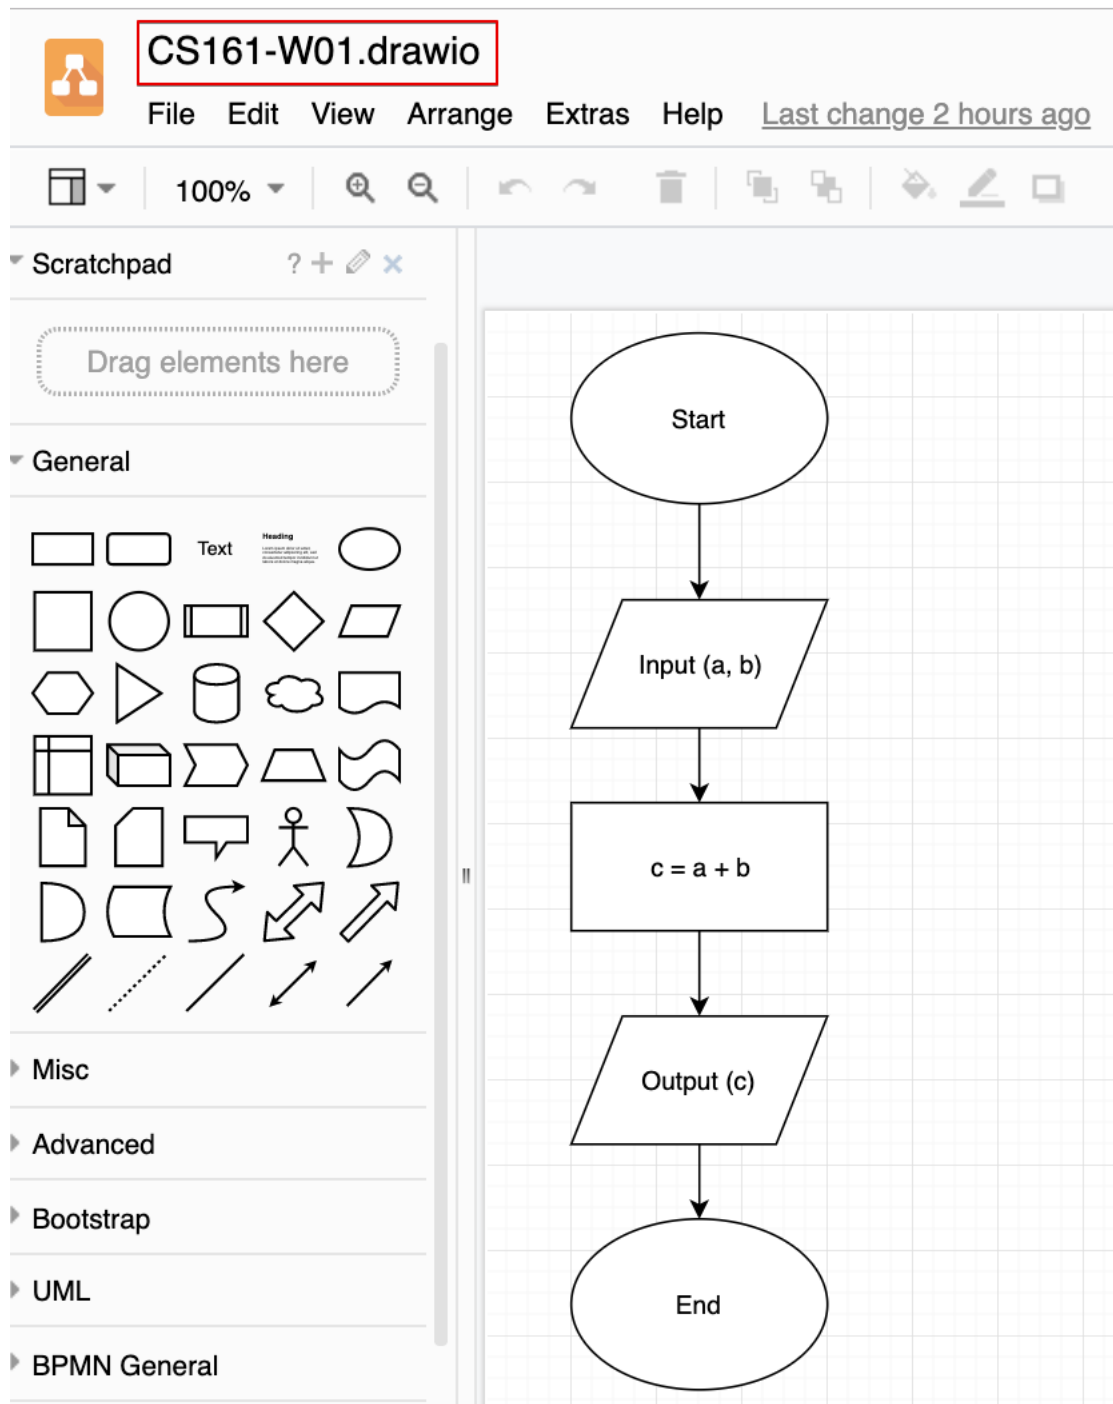 CS161-W01.drawio
File Edit View Arrange Extras Help Last change 2 hours ago
100%
Scratchpad ? +
Drag elements here
General
Text
Heading
Misc
Advanced
Bootstrap
UML
BPMN General
Start
Input (a, b)
c = a + b
Output (c)
End